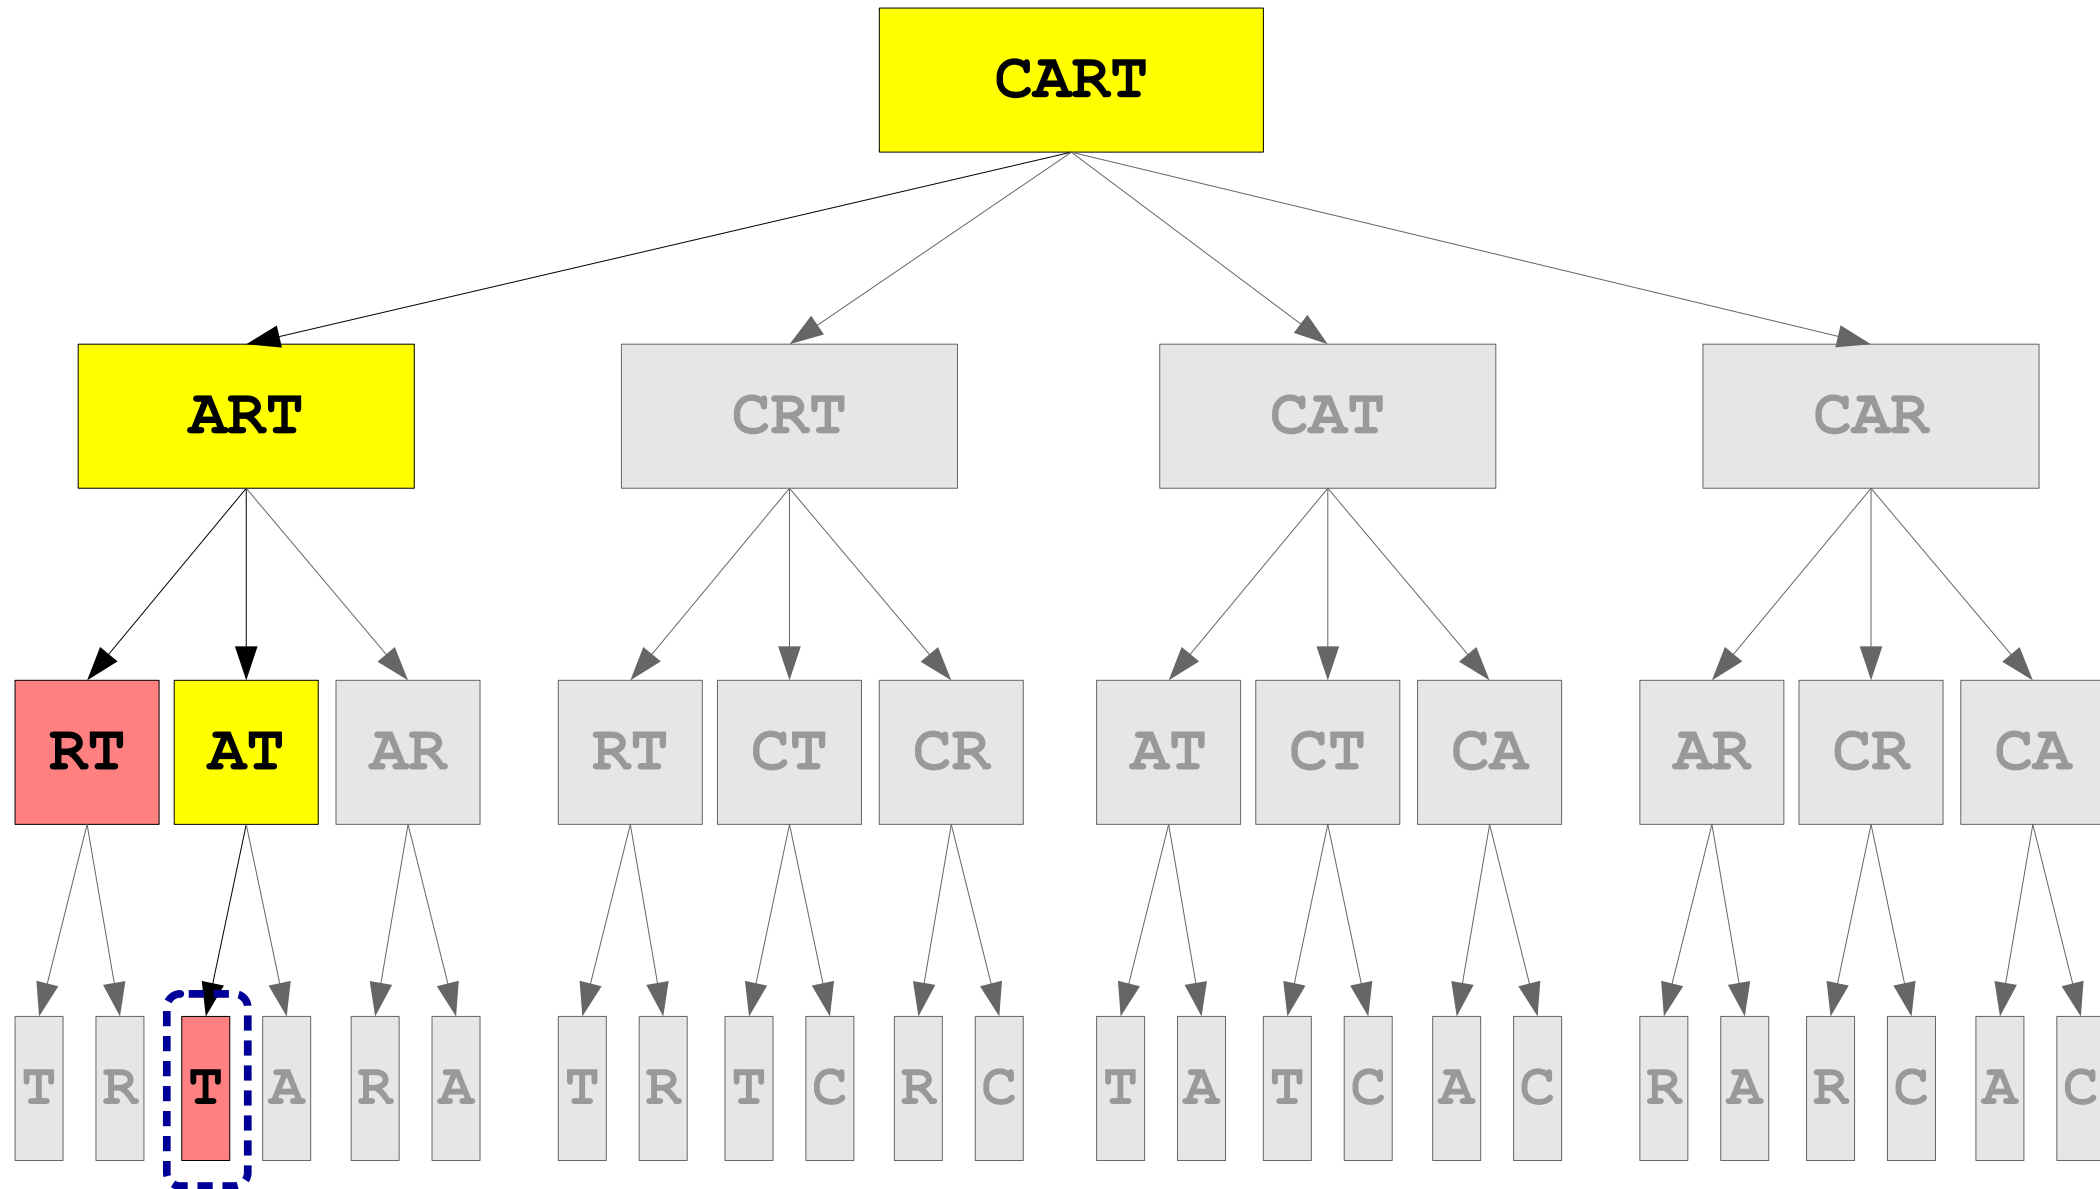 CART
ART CRT CAT CAR
RT AT AR RT CT CR AT CT CA AR CR CA
T R T A R A T R T C R C T A T C A C R A R C A C